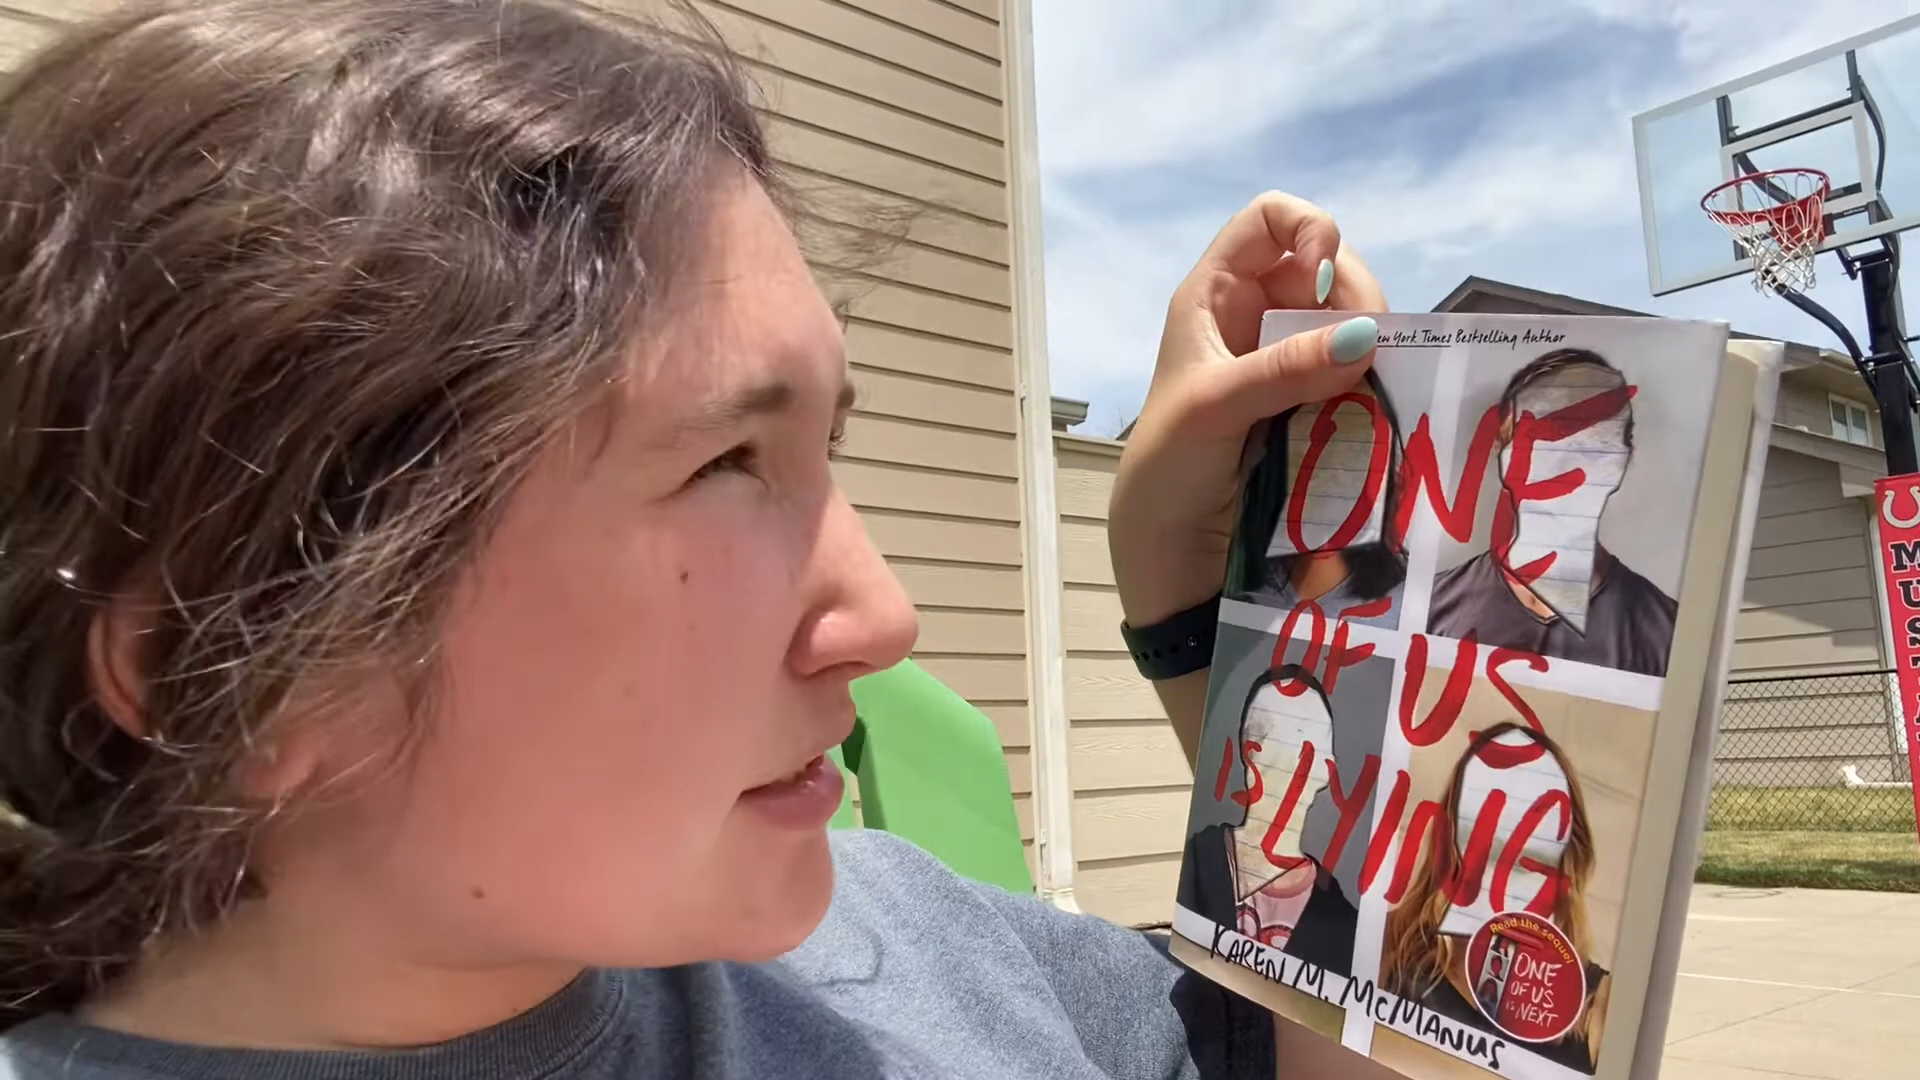 New York Times Bestselling Author
ONE
OF US
IS LYING
KAREN M. McMANUS
Read the sequel
ONE
OF US
IS NEXT